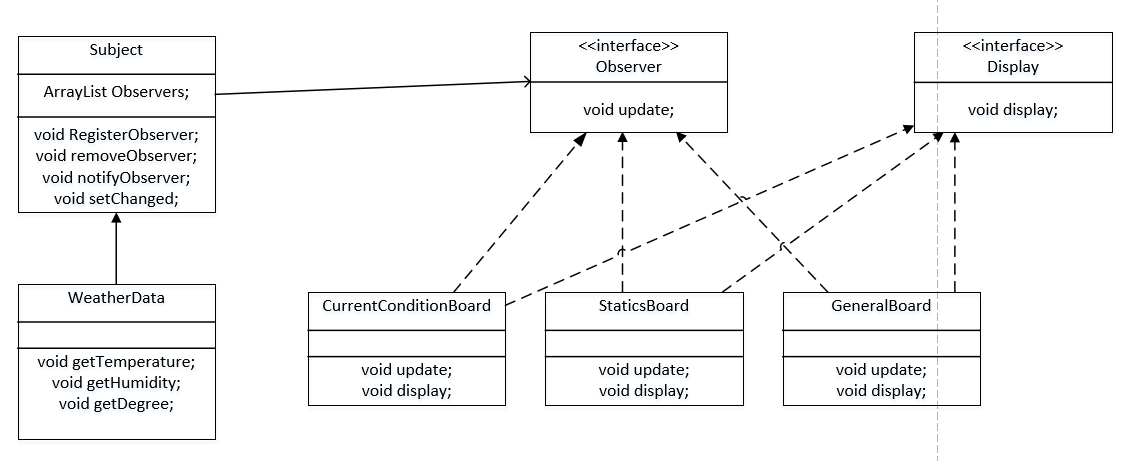 Subject
ArrayList Observers;
void RegisterObserver;
void removeObserver;
void notifyObserver;
void setChanged;
<<interface>>
Observer
void update;
<<interface>>
Display
void display;
WeatherData
void getTemperature;
void getHumidity;
void getDegree;
CurrentConditionBoard
void update;
void display;
StaticsBoard
void update;
void display;
GeneralBoard
void update;
void display;